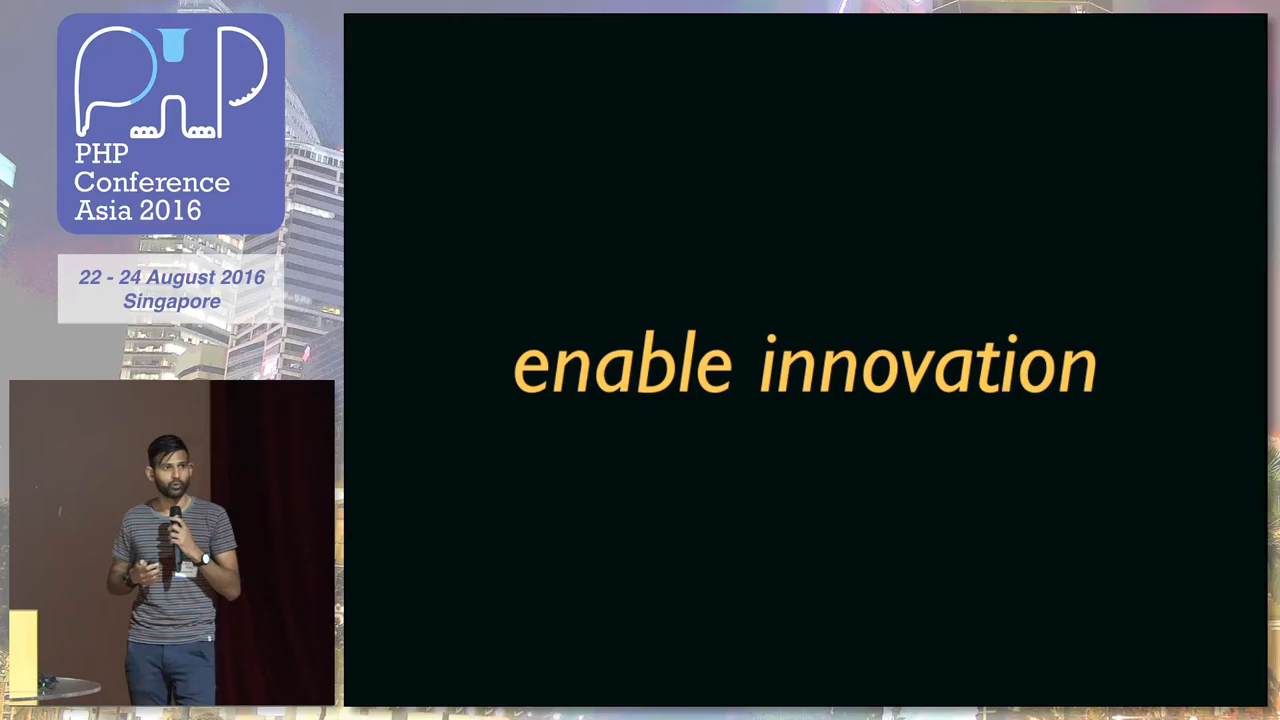 PHP
Conference
Asia 2016
22 - 24 August 2016
Singapore
enable innovation